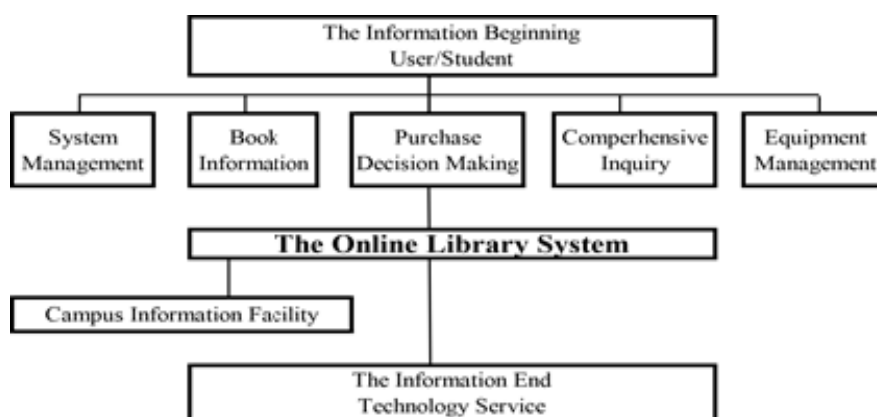 The Information Beginning
User/Student
System
Management
Book
Information
Purchase
Decision Making
Comperhensive
Inquiry
Equipment
Management
The Online Library System
Campus Information Facility
The Information End
Technology Service